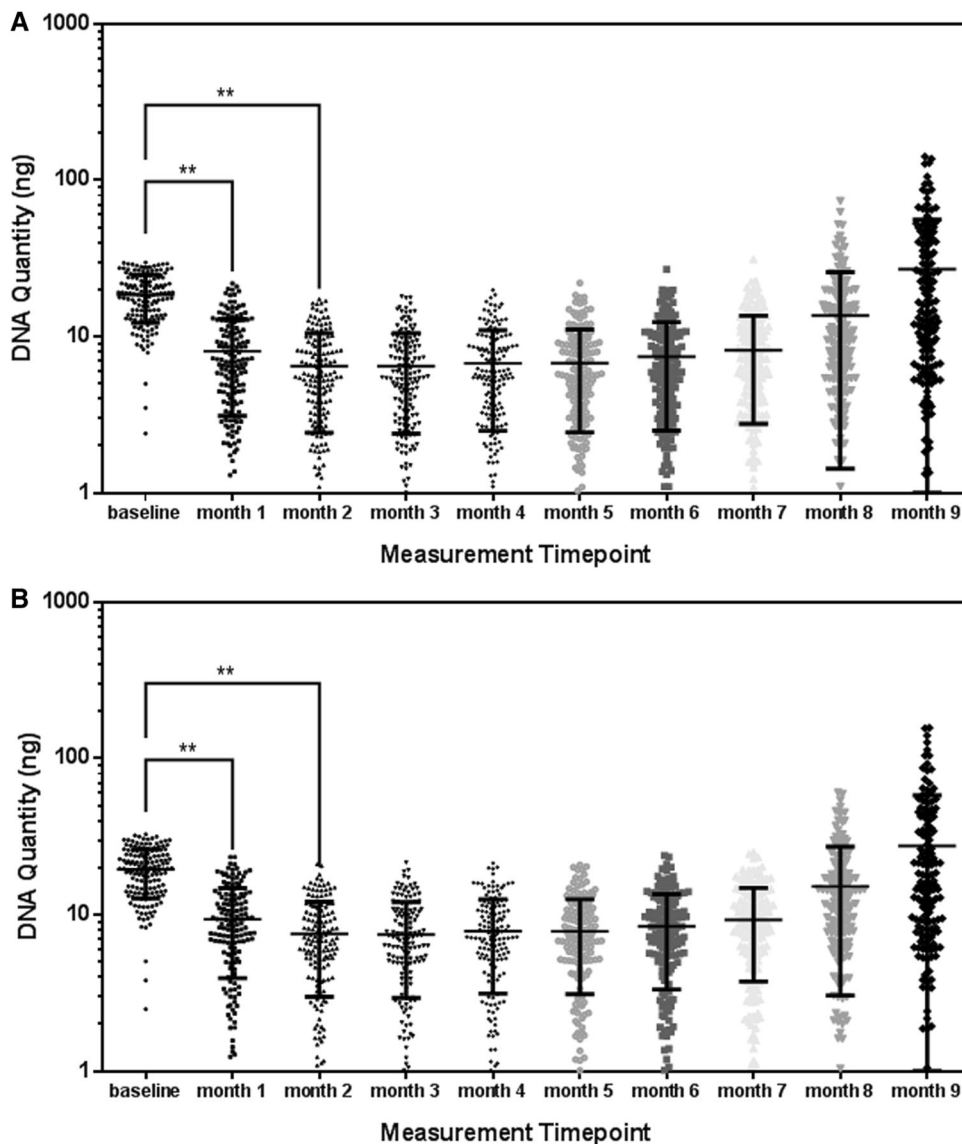 A
1000
100
10
1
DNA Quantity (ng)
**
**
baseline month 1 month 2 month 3 month 4 month 5 month 6 month 7 month 8 month 9
Measurement Timepoint
B
1000
100
10
1
DNA Quantity (ng)
**
**
baseline month 1 month 2 month 3 month 4 month 5 month 6 month 7 month 8 month 9
Measurement Timepoint